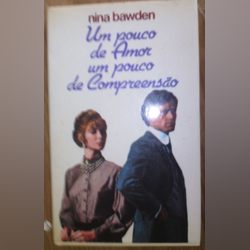 nina bawden
Um pouco
de Amor
um pouco
de Compreensão